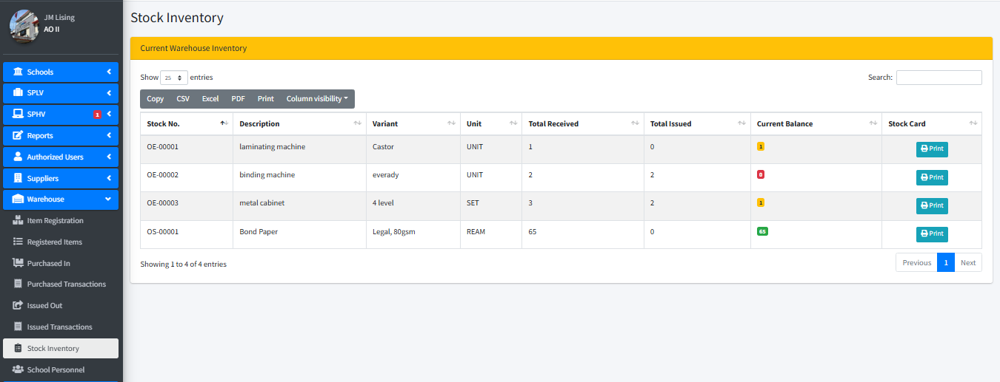 JM Lising
AO II
Stock Inventory
Schools
SPLV
SPHV 1
Reports
Authorized Users
Suppliers
Warehouse
Item Registration
Registered Items
Purchased In
Purchased Transactions
Issued Out
Issued Transactions
Stock Inventory
School Personnel
Current Warehouse Inventory
Show 25 entries
Search:
Copy CSV Excel PDF Print Column visibility
Stock No. Description Variant Unit Total Received Total Issued Current Balance Stock Card
OE-00001 laminating machine Castor UNIT 1 0 1 Print
OE-00002 binding machine everady UNIT 2 2 0 Print
OE-00003 metal cabinet 4 level SET 3 2 1 Print
OS-00001 Bond Paper Legal, 80gsm REAM 65 0 65 Print
Showing 1 to 4 of 4 entries
Previous 1 Next